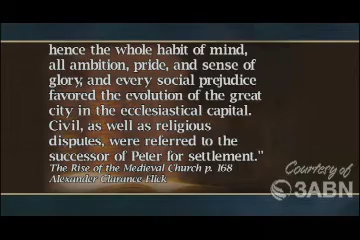 hence the whole habit of mind,
all ambition, pride, and sense of
glory, and every social prejudice
favored the evolution of the great
city in the ecclesiastical capital.
Civil, as well as religious
disputes, were referred to the
successor of Peter for settlement."
The Rise of the Medieval Church p. 168
Alexander Clarance Flick
Courtesy of
3ABN